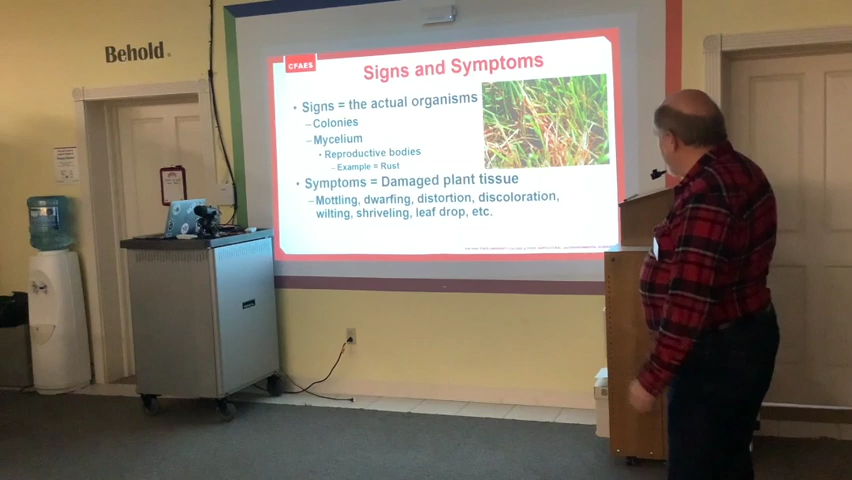 Behold.
CFAES
Signs and Symptoms
• Signs = the actual organisms
–Colonies
–Mycelium
• Reproductive bodies
– Example = Rust
• Symptoms = Damaged plant tissue
–Mottling, dwarfing, distortion, discoloration,
wilting, shriveling, leaf drop, etc.